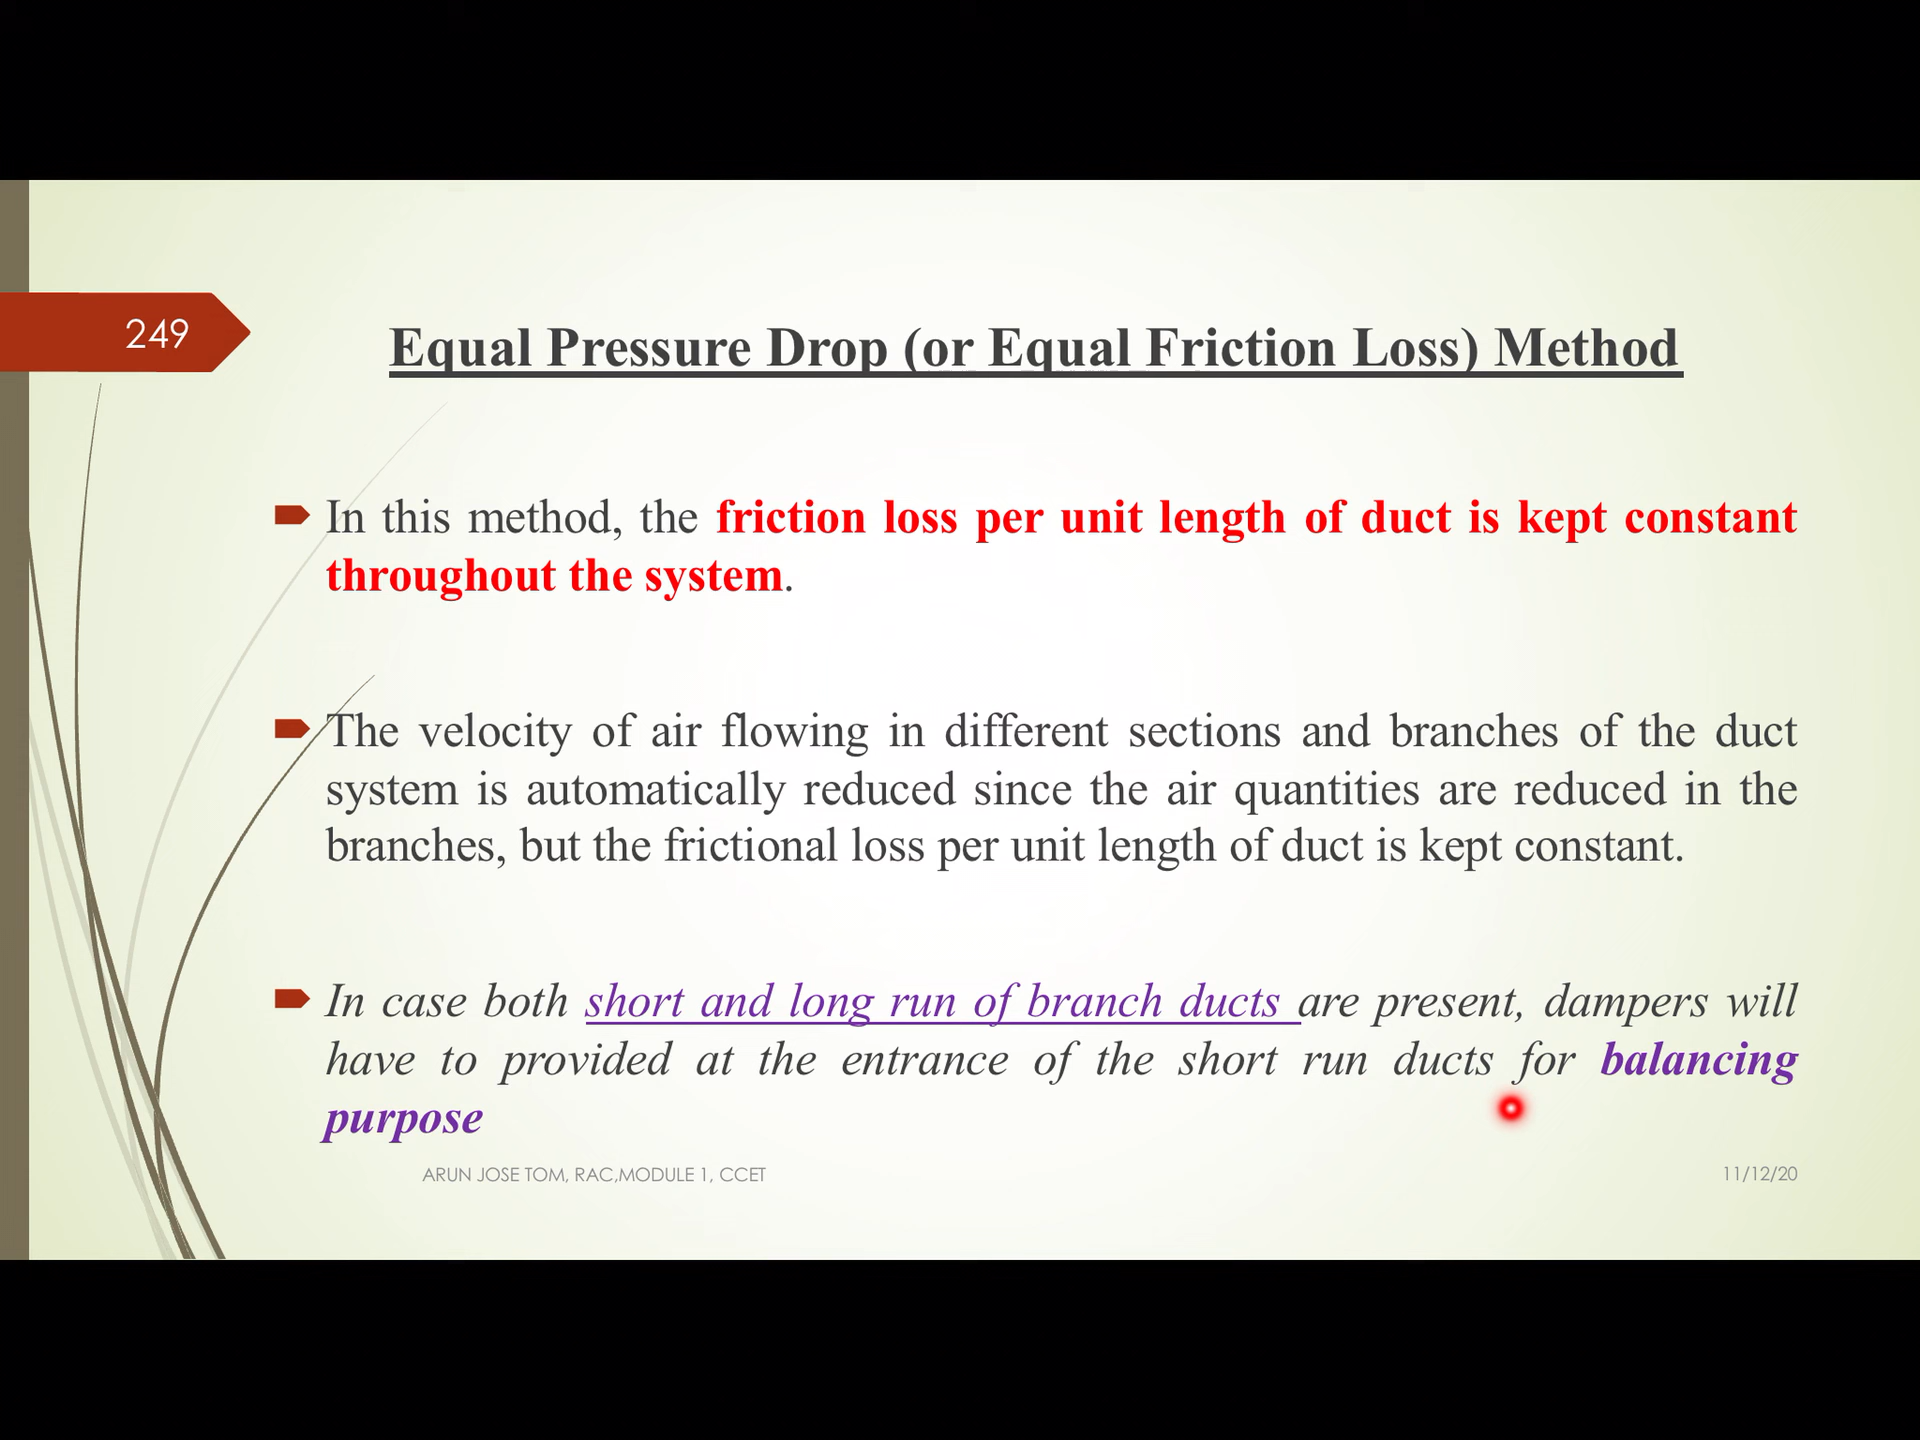 249
Equal Pressure Drop (or Equal Friction Loss) Method
In this method, the friction loss per unit length of duct is kept constant
throughout the system.
The velocity of air flowing in different sections and branches of the duct
system is automatically reduced since the air quantities are reduced in the
branches, but the frictional loss per unit length of duct is kept constant.
In case both short and long run of branch ducts are present, dampers will
have to provided at the entrance of the short run ducts for balancing
purpose
ARUN JOSE TOM, RAC,MODULE 1, CCET
11/12/20